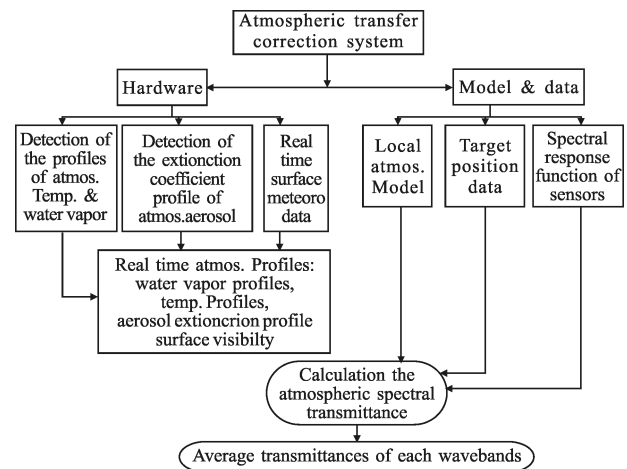 Atmospheric transfer
correction system
Hardware
Model & data
Detection of
the profiles
of atmos.
Temp. &
water vapor
Detection of
the extionction
coefficient
profile of
atmos.aerosol
Real
time
surface
meteoro
data
Local
atmos.
Model
Target
position
data
Spectral
response
function of
sensors
Real time atmos. Profiles:
water vapor profiles,
temp. Profiles,
aerosol extioncrion profile
surface visibilty
Calculation the
atmospheric spectral
transmittance
Average transmittances of each wavebands